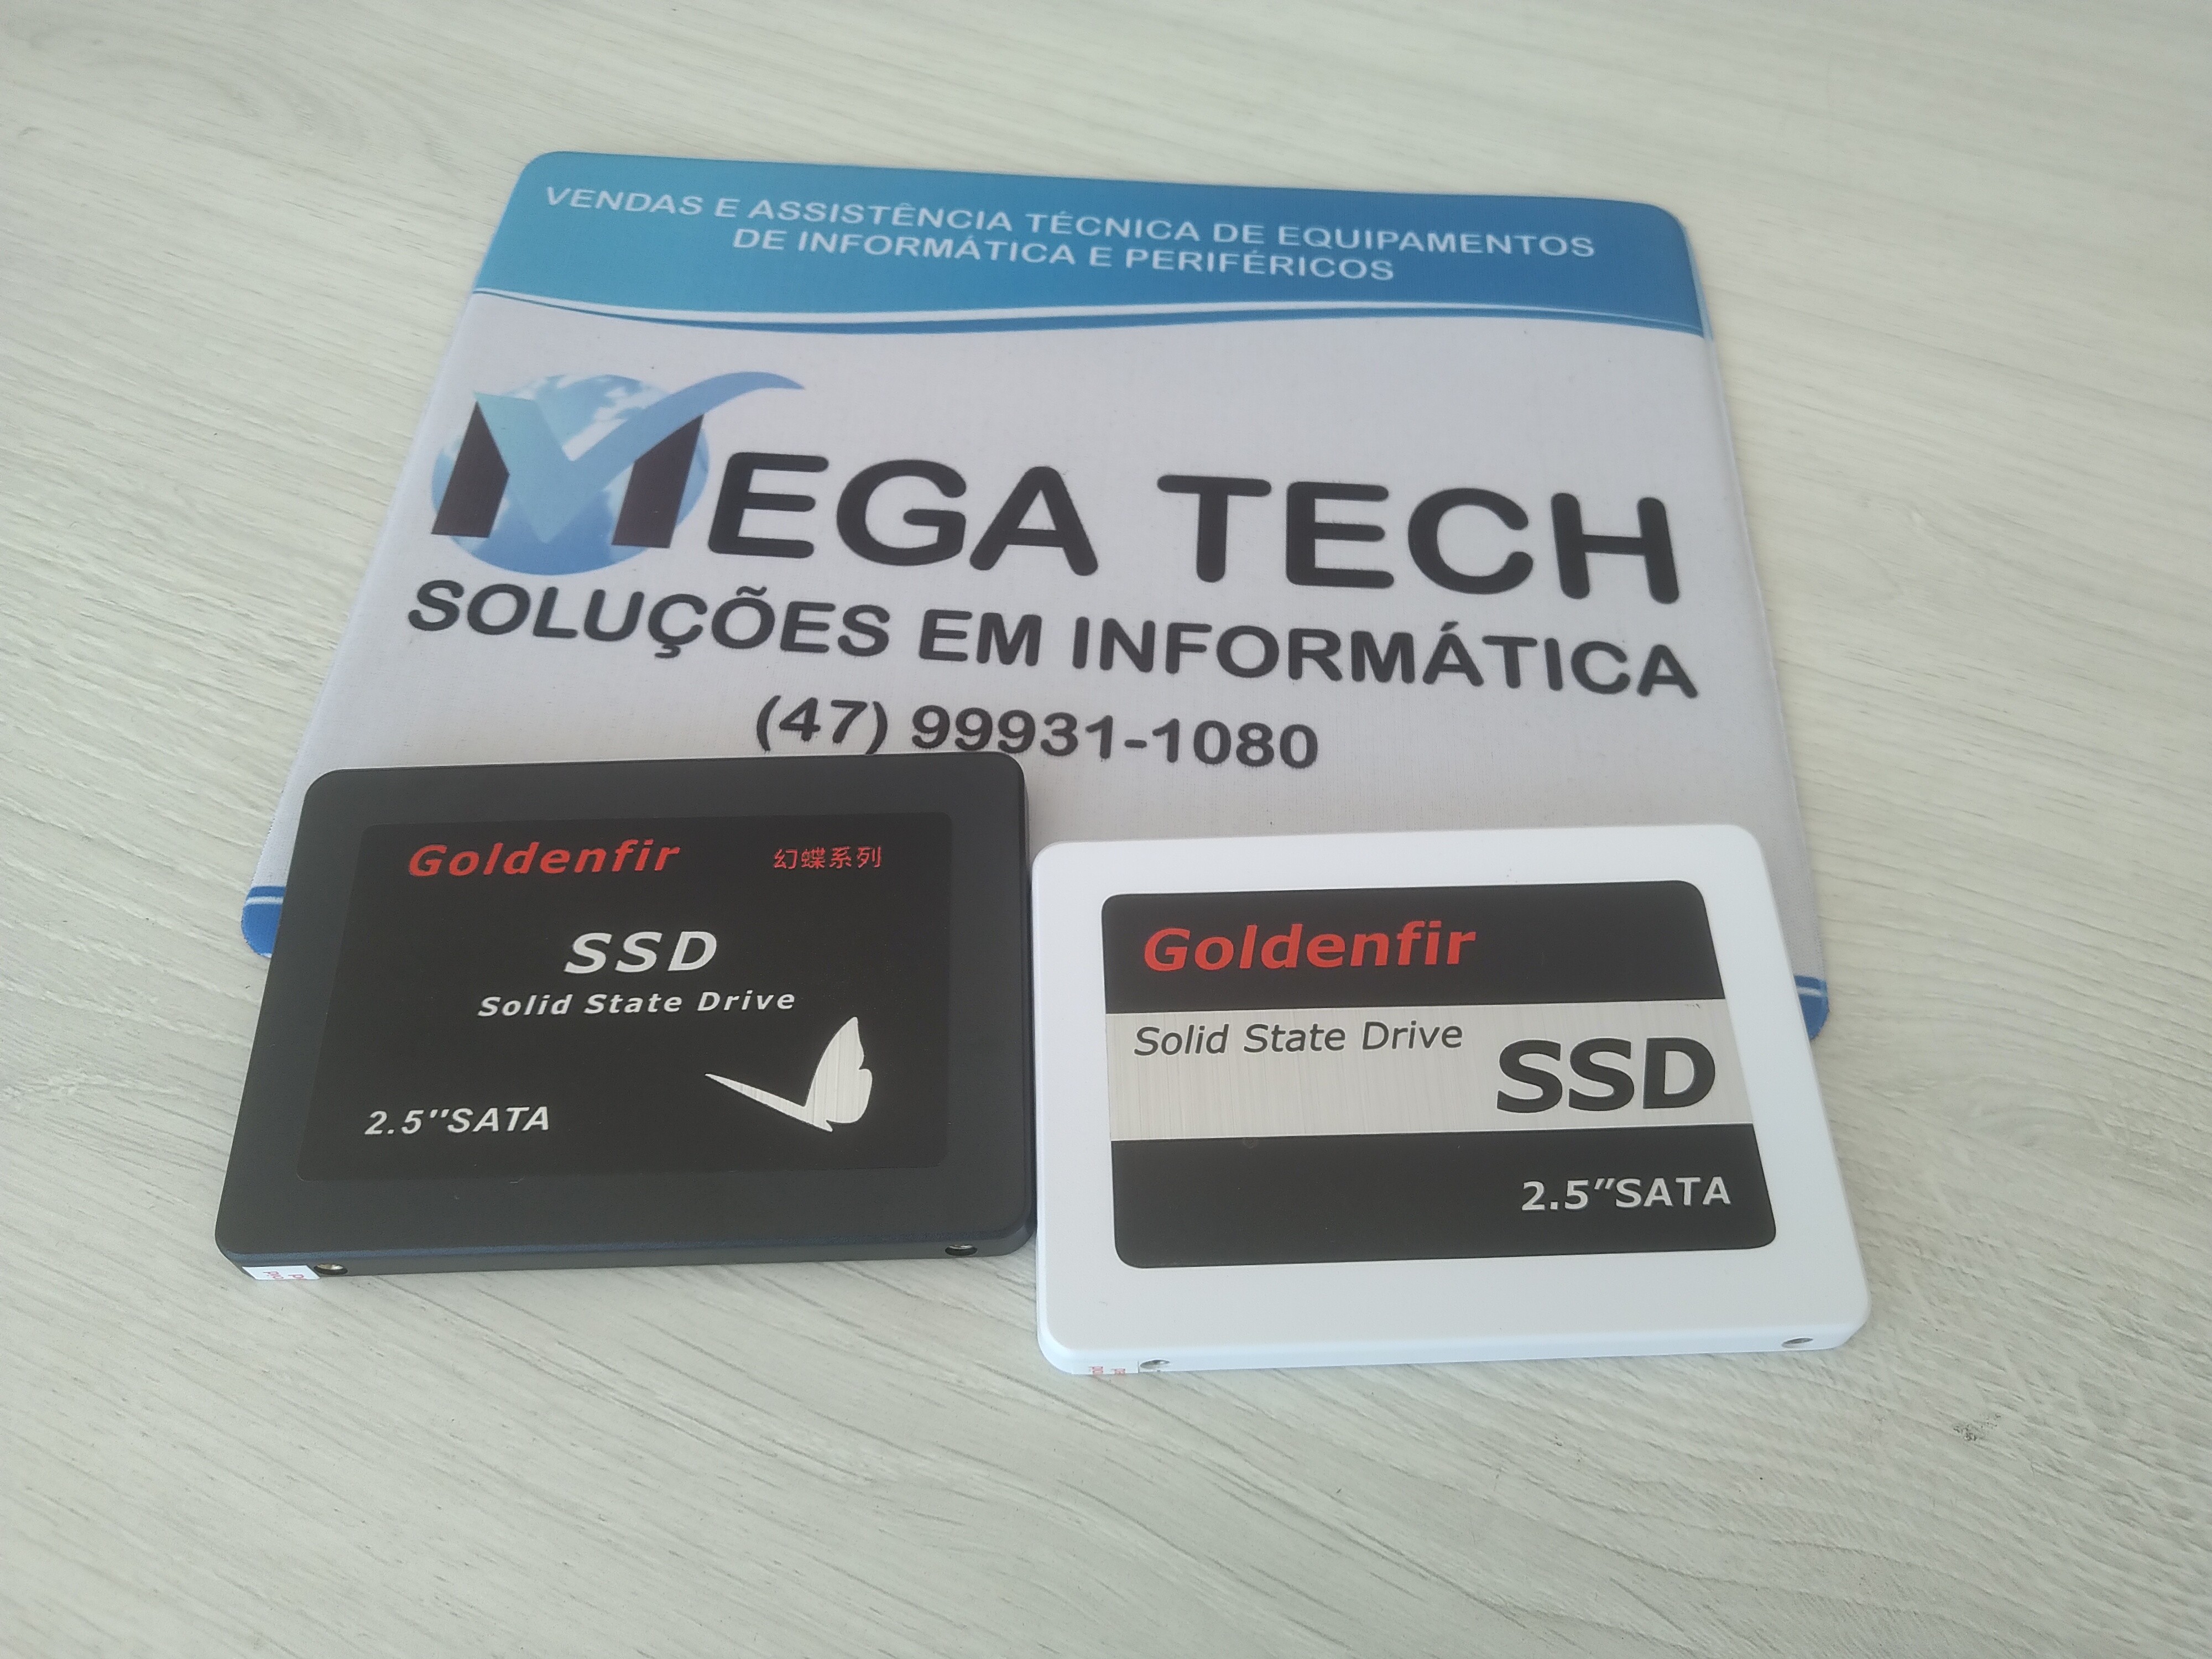 VENDAS E ASSISTÊNCIA TÉCNICA DE EQUIPAMENTOS
DE INFORMÁTICA E PERIFÉRICOS
MEGA TECH
SOLUÇÕES EM INFORMÁTICA
(47) 99931-1080
Goldenfir 幻蝶系列
SSD
Solid State Drive
2.5"SATA
Goldenfir
Solid State Drive
SSD
2.5"SATA